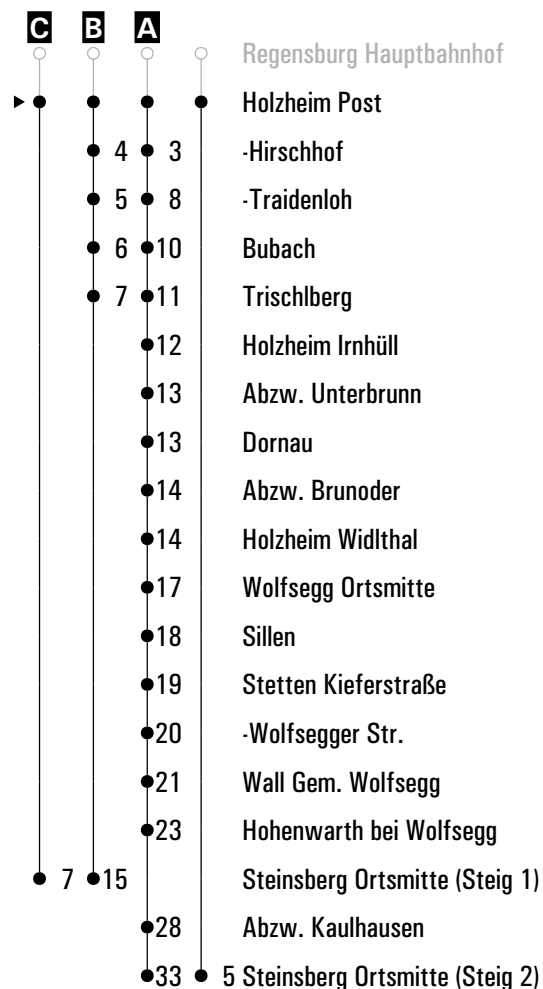 C B A
Regensburg Hauptbahnhof
Holzheim Post
4 3 -Hirschhof
5 8 -Traidenloh
6 10 Bubach
7 11 Trischlberg
12 Holzheim Irnhüll
13 Abzw. Unterbrunn
13 Dornau
14 Abzw. Brunoder
14 Holzheim Widlthal
17 Wolfsegg Ortsmitte
18 Sillen
19 Stetten Kieferstraße
20 -Wolfsegger Str.
21 Wall Gem. Wolfsegg
23 Hohenwarth bei Wolfsegg
7 15 Steinsberg Ortsmitte (Steig 1)
28 Abzw. Kaulhausen
33 5 Steinsberg Ortsmitte (Steig 2)